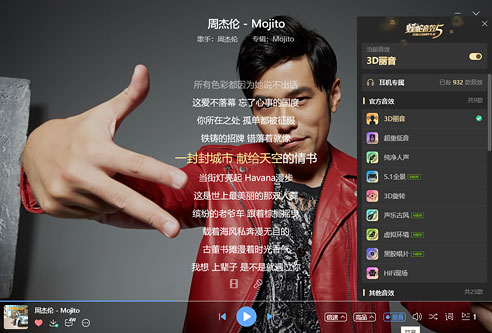 周杰伦 - Mojito
歌手：周杰伦 专辑：Mojito
所有色彩都因为她说不出话
这爱不落幕 忘了心事的国度
你所在之处 孤单都被征服
铁铸的招牌 错落着就像
一封封城市 献给天空的情书
当街灯亮起 Havana漫步
这是世上最美丽的那
缤纷的老爷车 跟着棕榈摇曳
载着海风私奔漫无目的
古董书摊漫着时光香气
我想 上辈子 是不是就遇过你
蝰蛇音效5
当前音效
3D丽音
耳机专属
已有 932 款音效
官方音效
共9款
3D丽音
超重低音
纯净人声
5.1全景
3D旋转
声乐古风
虚拟环唱
黑胶唱片
HiFi现场
其他音效
共23款
周杰伦 - Mojito
倍速
高品
音效
词
1